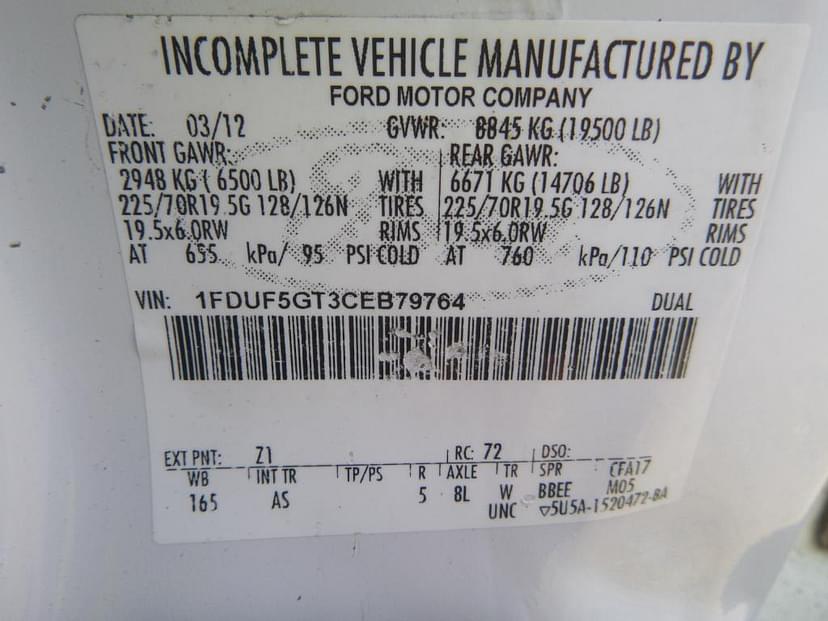 INCOMPLETE VEHICLE MANUFACTURED BY
FORD MOTOR COMPANY
DATE: 03/12 GVWR: 8845 KG (19500 LB)
FRONT GAWR: REAR GAWR:
2948 KG ( 6500 LB) WITH 6671 KG (14706 LB) WITH
225/70R19.5G 128/126N TIRES 225/70R19.5G 128/126N TIRES
19.5x6.0RW RIMS 19.5x6.0RW RIMS
AT 655 kPa/ 95 PSI COLD AT 760 kPa/110 PSI COLD
VIN: 1FDUF5GT3CEB79764 DUAL
EXT PNT: Z1 RC: 72 DSO:
WB INT TR TP/PS R AXLE TR SPR CFA17
165 AS 5 8L W BBEE M05
UNC ▽5U5A-1520472-BA